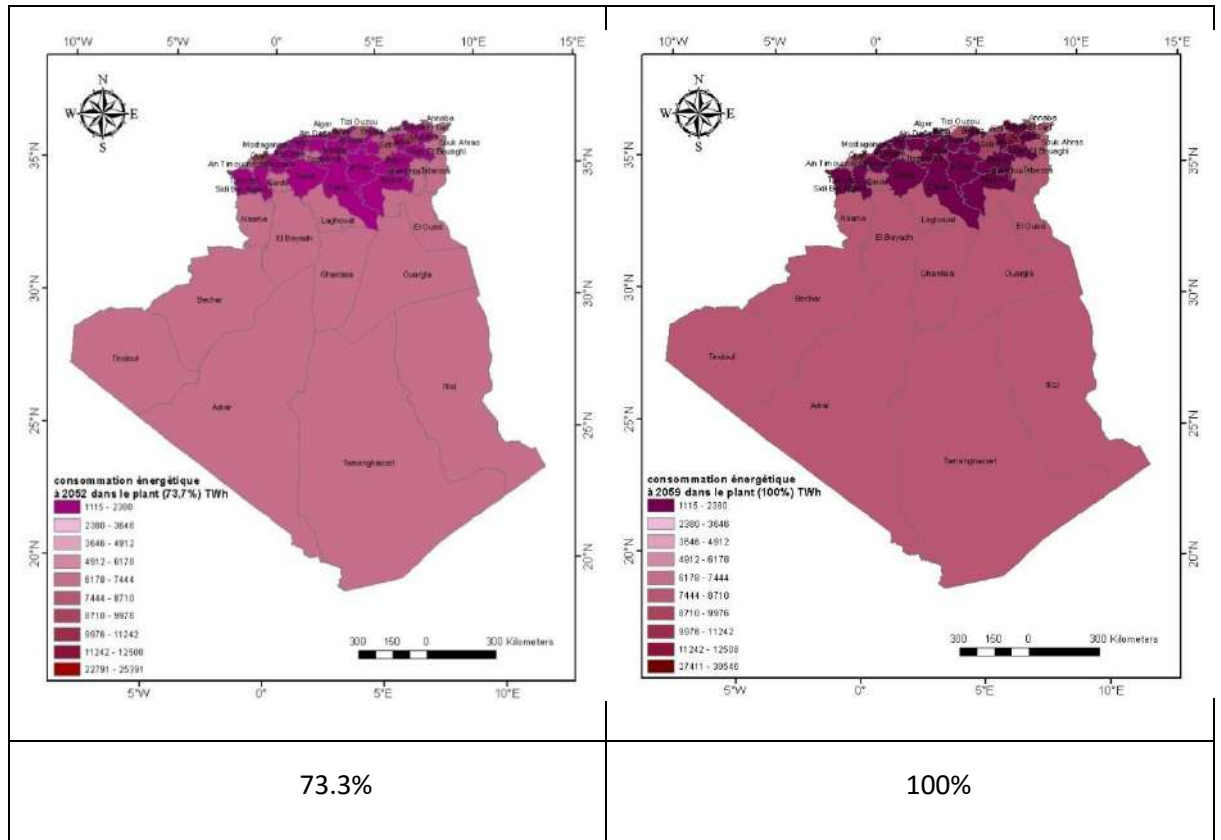 10°W 5°W 0° 5°E 10°E 15°E
N
W E
S
35°N
30°N
25°N
20°N
Alger Tizi Ouzou Annaba
Souk Ahras
Tebessa
Naama
Laghouat
El Oued
El Bayadh
Ghardaia
Ouargla
Bechar
Tindouf
Illizi
Adrar
Tamanghasset
consommation énergétique
à 2052 dans le plant (73,7%) TWh
1115 - 2380
2380 - 3646
3646 - 4912
4912 - 6178
6178 - 7444
7444 - 8710
8710 - 9976
9976 - 11242
11242 - 12508
22791 - 25391
300 150 0 300 Kilometers
5°W 0° 5°E 10°E
10°W 5°W 0° 5°E 10°E 15°E
N
W E
S
35°N
30°N
25°N
20°N
Alger Tizi Ouzou Annaba
Souk Ahras
Tebessa
Naama
Laghouat
El Oued
El Bayadh
Ghardaia
Ouargla
Bechar
Tindouf
Illizi
Adrar
Tamanghasset
consommation énergétique
à 2059 dans le plant (100%) TWh
1115 - 2380
2380 - 3646
3646 - 4912
4912 - 6178
6178 - 7444
7444 - 8710
8710 - 9976
9976 - 11242
11242 - 12508
27411 - 30546
300 150 0 300 Kilometers
5°W 0° 5°E 10°E
73.3% 100%